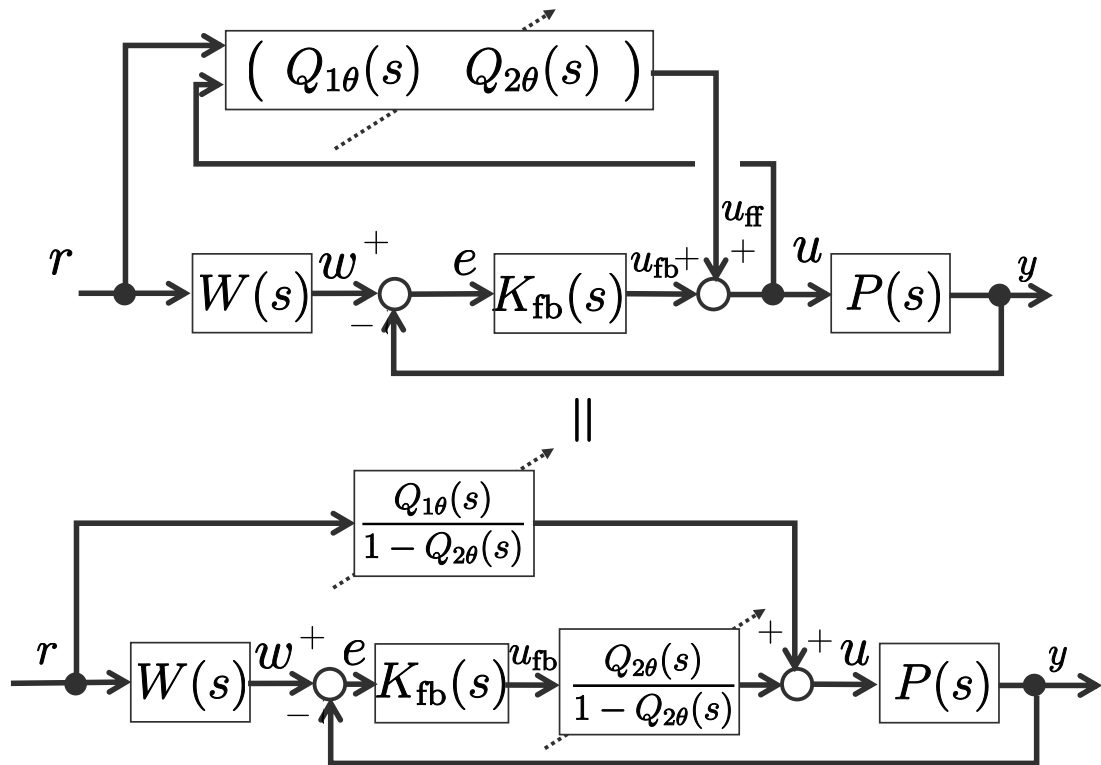 ( Q1θ(s) Q2θ(s) )
uff
r W(s) w + − e Kfb(s) ufb + + u P(s) y
||
Q1θ(s)
1 − Q2θ(s)
r W(s) w + − e Kfb(s) ufb
Q2θ(s)
1 − Q2θ(s)
+ + u P(s) y